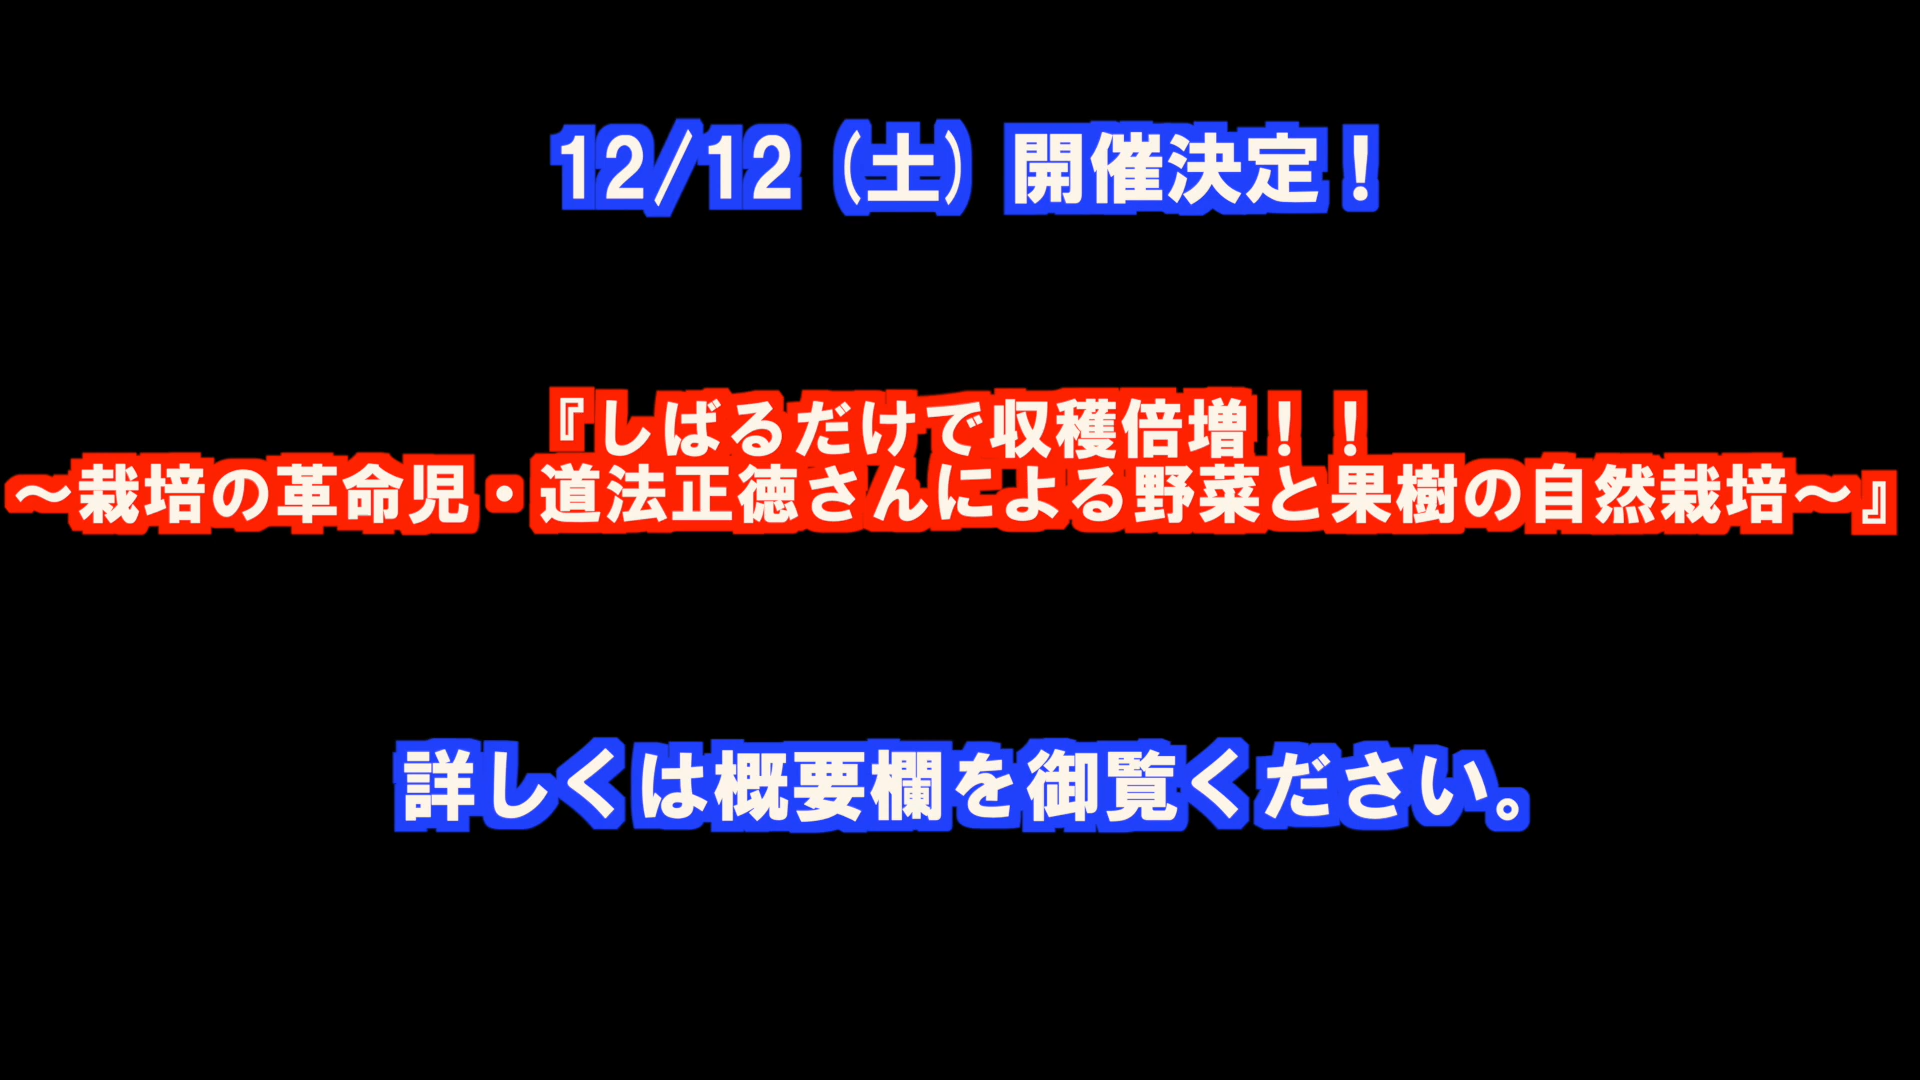 12/12（土）開催決定！
『しばるだけで収穫倍増！！
～栽培の革命児・道法正徳さんによる野菜と果樹の自然栽培～』
詳しくは概要欄を御覧ください。